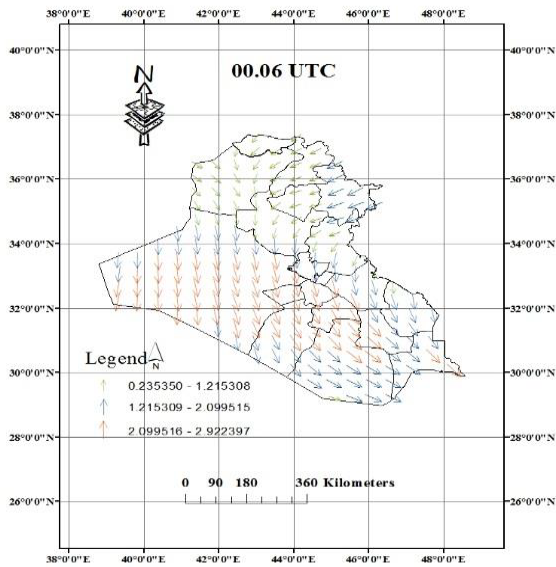 38°0'0"E 40°0'0"E 42°0'0"E 44°0'0"E 46°0'0"E 48°0'0"E
40°0'0"N 40°0'0"N
00.06 UTC
N
38°0'0"N 38°0'0"N
36°0'0"N 36°0'0"N
34°0'0"N 34°0'0"N
32°0'0"N 32°0'0"N
Legend
30°0'0"N 30°0'0"N
0.235350 - 1.215308
1.215309 - 2.099515
2.099516 - 2.922397
28°0'0"N 28°0'0"N
0 90 180 360 Kilometers
26°0'0"N 26°0'0"N
38°0'0"E 40°0'0"E 42°0'0"E 44°0'0"E 46°0'0"E 48°0'0"E